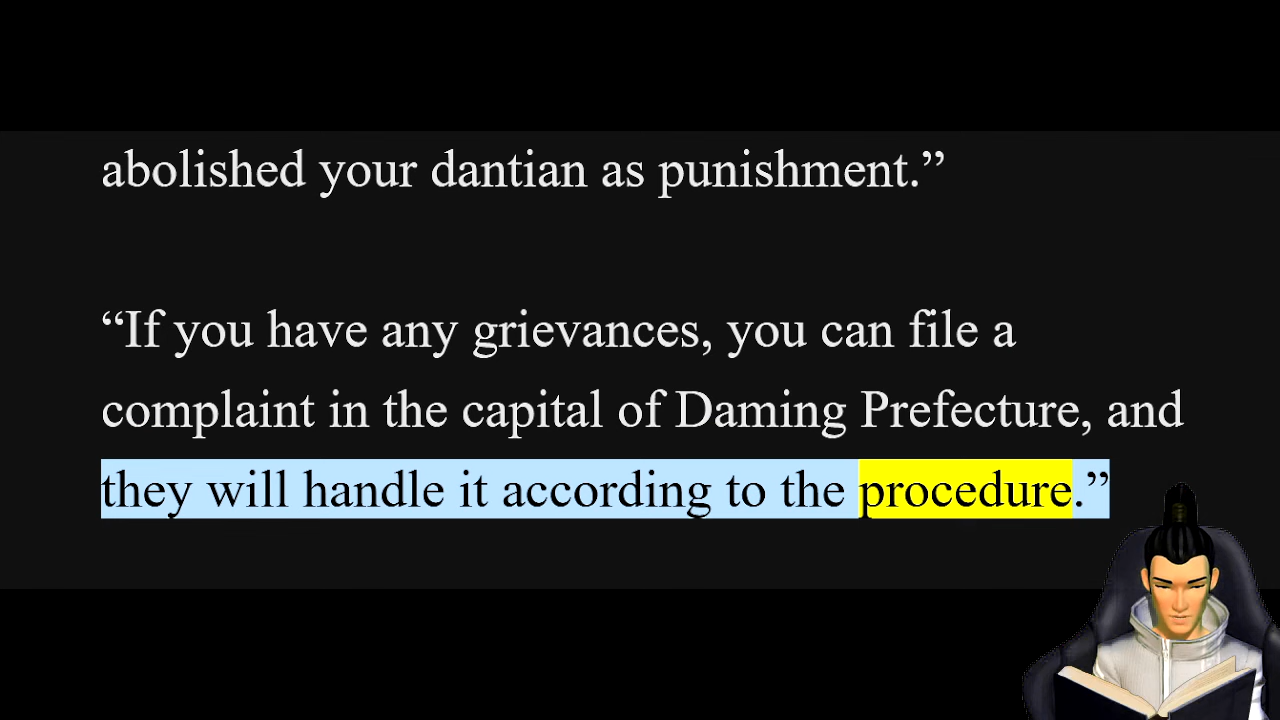 abolished your dantian as punishment.”
“If you have any grievances, you can file a
complaint in the capital of Daming Prefecture, and
they will handle it according to the procedure.”